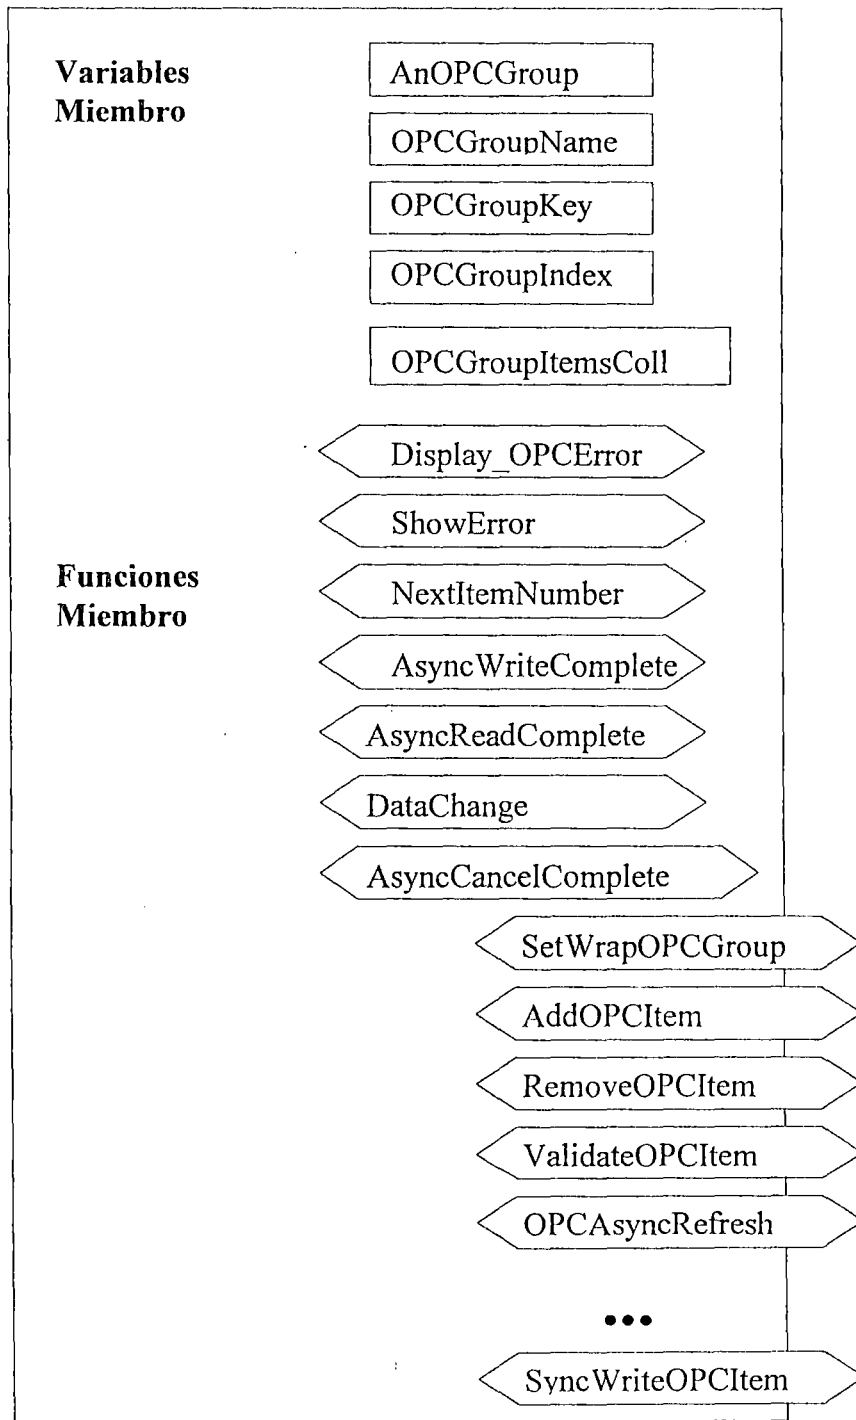 Variables
Miembro
AnOPCGroup
OPCGroupName
OPCGroupKey
OPCGroupIndex
OPCGroupItemsColl
Display_OPCError
ShowError
Funciones
Miembro
NextItemNumber
AsyncWriteComplete
AsyncReadComplete
DataChange
AsyncCancelComplete
SetWrapOPCGroup
AddOPCItem
RemoveOPCItem
ValidateOPCItem
OPCAsyncRefresh
•••
SyncWriteOPCItem